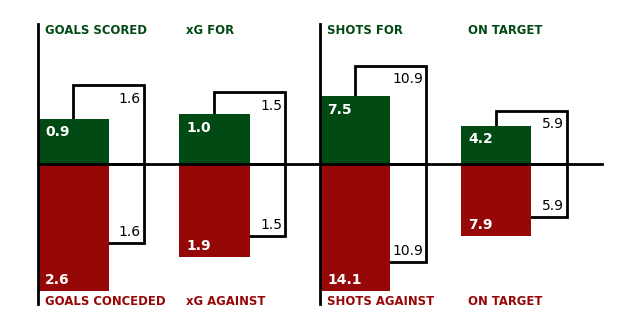 GOALS SCORED xG FOR SHOTS FOR ON TARGET
1.6 1.5 10.9 5.9
0.9 1.0 7.5 4.2
1.6 1.5 10.9 5.9
2.6 1.9 14.1 7.9
GOALS CONCEDED xG AGAINST SHOTS AGAINST ON TARGET